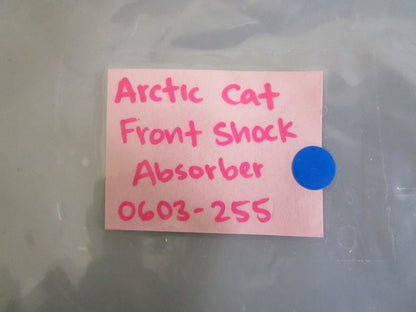 Arctic Cat
Front Shock
Absorber
0603-255